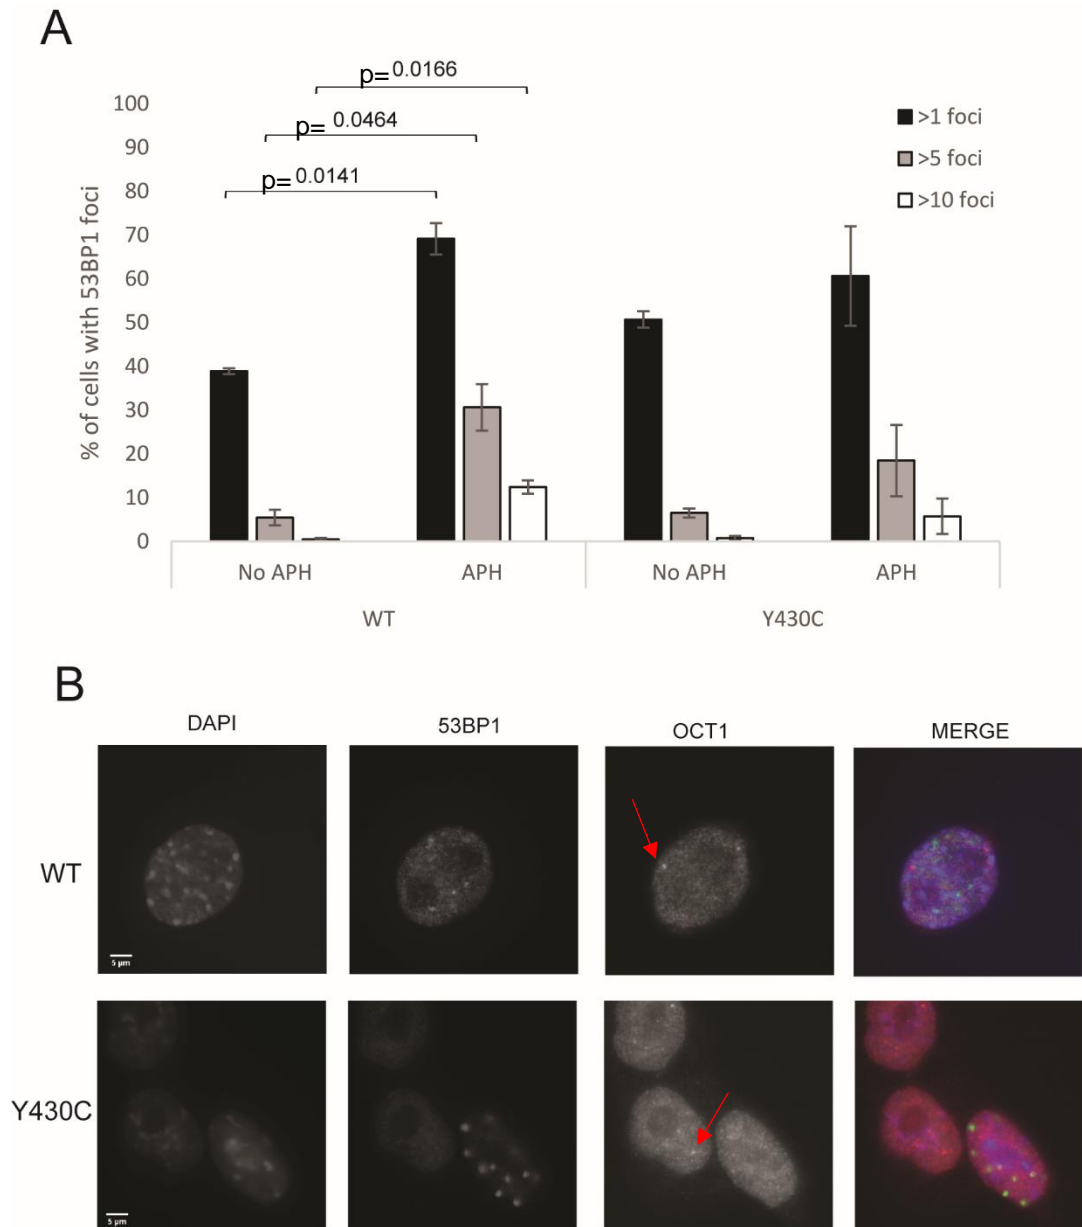 A
p= 0.0166
p= 0.0464
p= 0.0141
% of cells with 53BP1 foci
100
90
80
70
60
50
40
30
20
10
0
>1 foci
>5 foci
>10 foci
No APH APH No APH APH
WT Y430C
B
DAPI 53BP1 OCT1 MERGE
WT
5 µm
Y430C
5 µm